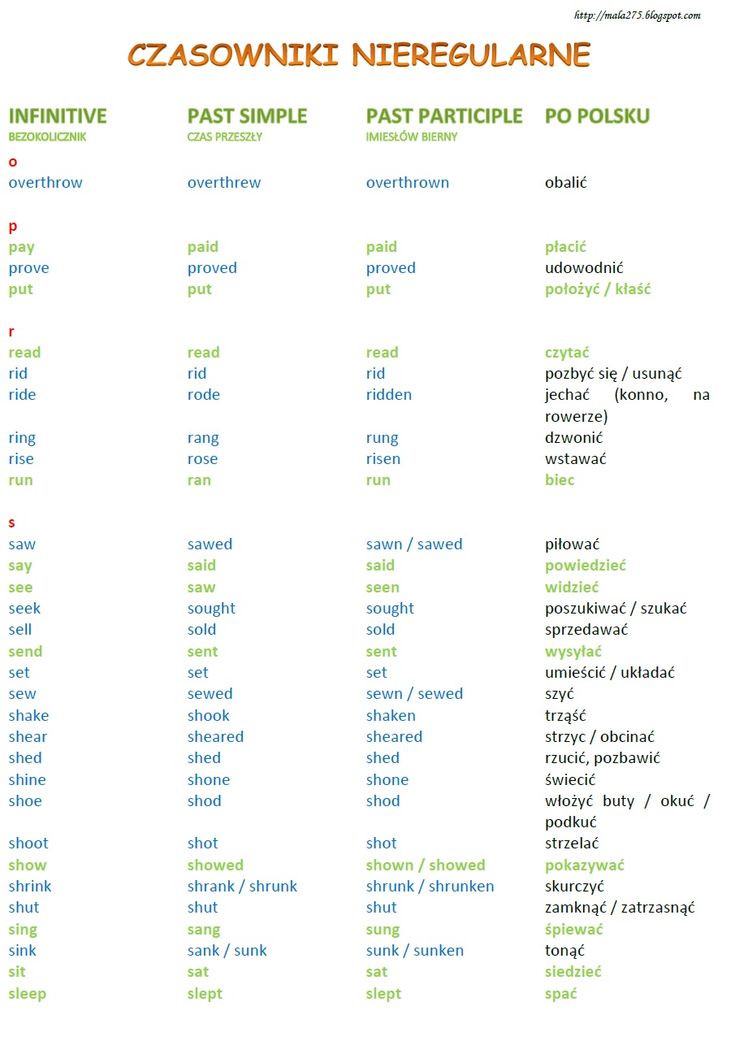 http://mala275.blogspot.com
CZASOWNIKI NIEREGULARNE
INFINITIVE PAST SIMPLE PAST PARTICIPLE PO POLSKU
BEZOKOLICZNIK CZAS PRZESZŁY IMIESŁÓW BIERNY
o
overthrow overthrew overthrown obalić
p
pay paid paid płacić
prove proved proved udowodnić
put put put położyć / kłaść
r
read read read czytać
rid rid rid pozbyć się / usunąć
ride rode ridden jechać (konno, na
rowerze)
ring rang rung dzwonić
rise rose risen wstawać
run ran run biec
s
saw sawed sawn / sawed piłować
say said said powiedzieć
see saw seen widzieć
seek sought sought poszukiwać / szukać
sell sold sold sprzedawać
send sent sent wysyłać
set set set umieścić / układać
sew sewed sewn / sewed szyć
shake shook shaken trząść
shear sheared sheared strzyc / obcinać
shed shed shed rzucić, pozbawić
shine shone shone świecić
shoe shod shod włożyć buty / okuć /
podkuć
shoot shot shot strzelać
show showed shown / showed pokazywać
shrink shrank / shrunk shrunk / shrunken skurczyć
shut shut shut zamknąć / zatrzasnąć
sing sang sung śpiewać
sink sank / sunk sunk / sunken tonąć
sit sat sat siedzieć
sleep slept slept spać